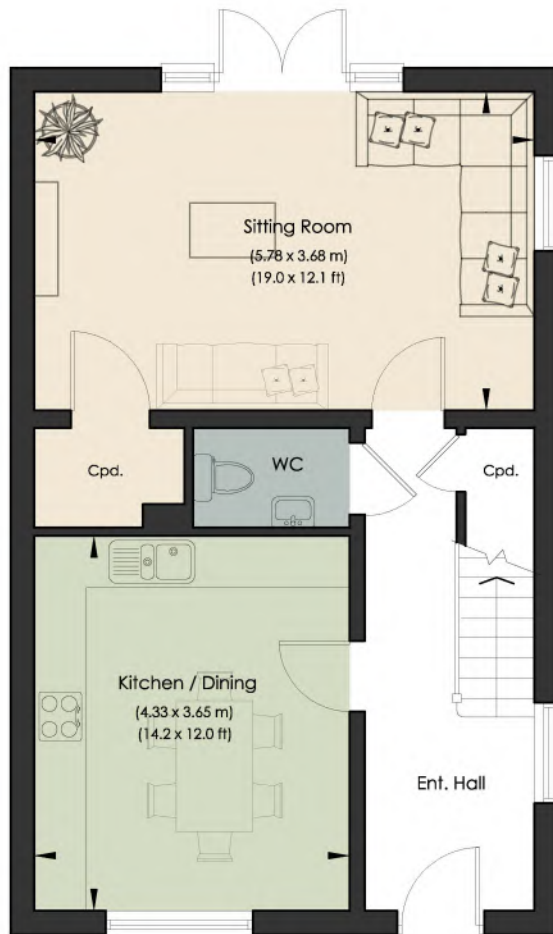 Sitting Room
(5.78 x 3.68 m)
(19.0 x 12.1 ft)
Cpd.
WC
Cpd.
Kitchen / Dining
(4.33 x 3.65 m)
(14.2 x 12.0 ft)
Ent. Hall